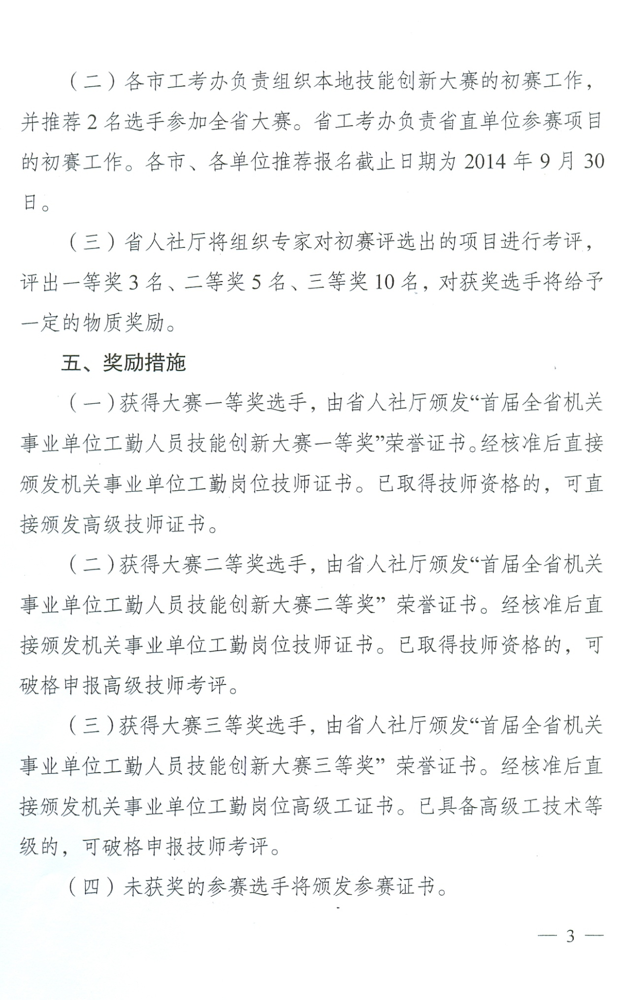 （二）各市工考办负责组织本地技能创新大赛的初赛工作，
并推荐 2 名选手参加全省大赛。省工考办负责省直单位参赛项目
的初赛工作。各市、各单位推荐报名截止日期为 2014 年 9 月 30
日。
（三）省人社厅将组织专家对初赛评选出的项目进行考评，
评出一等奖 3 名、二等奖 5 名、三等奖 10 名，对获奖选手将给予
一定的物质奖励。
五、奖励措施
（一）获得大赛一等奖选手，由省人社厅颁发“首届全省机关
事业单位工勤人员技能创新大赛一等奖”荣誉证书。经核准后直接
颁发机关事业单位工勤岗位技师证书。已取得技师资格的，可直
接颁发高级技师证书。
（二）获得大赛二等奖选手，由省人社厅颁发“首届全省机关
事业单位工勤人员技能创新大赛二等奖” 荣誉证书。经核准后直
接颁发机关事业单位工勤岗位技师证书。已取得技师资格的，可
破格申报高级技师考评。
（三）获得大赛三等奖选手，由省人社厅颁发“首届全省机关
事业单位工勤人员技能创新大赛三等奖” 荣誉证书。经核准后直
接颁发机关事业单位工勤岗位高级工证书。已具备高级工技术等
级的，可破格申报技师考评。
（四）未获奖的参赛选手将颁发参赛证书。
— 3 —